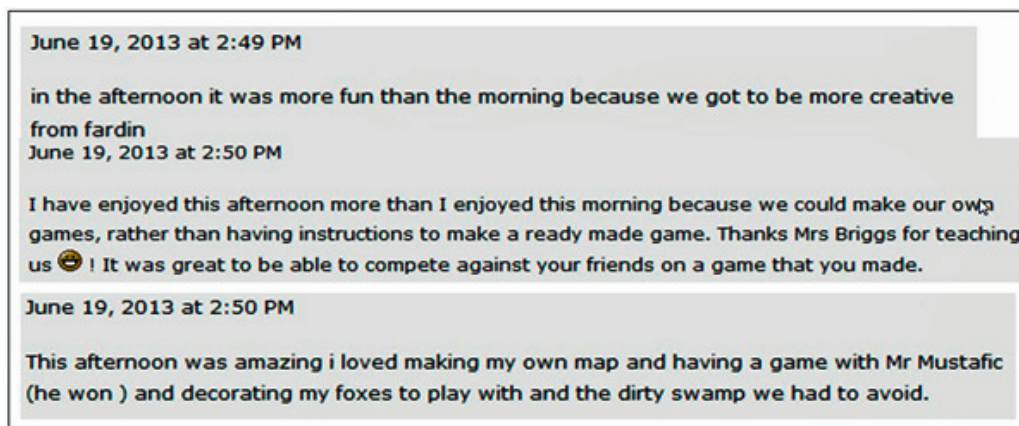 June 19, 2013 at 2:49 PM
in the afternoon it was more fun than the morning because we got to be more creative
from fardin
June 19, 2013 at 2:50 PM
I have enjoyed this afternoon more than I enjoyed this morning because we could make our own
games, rather than having instructions to make a ready made game. Thanks Mrs Briggs for teaching
us 😀 ! It was great to be able to compete against your friends on a game that you made.
June 19, 2013 at 2:50 PM
This afternoon was amazing i loved making my own map and having a game with Mr Mustafic
(he won ) and decorating my foxes to play with and the dirty swamp we had to avoid.